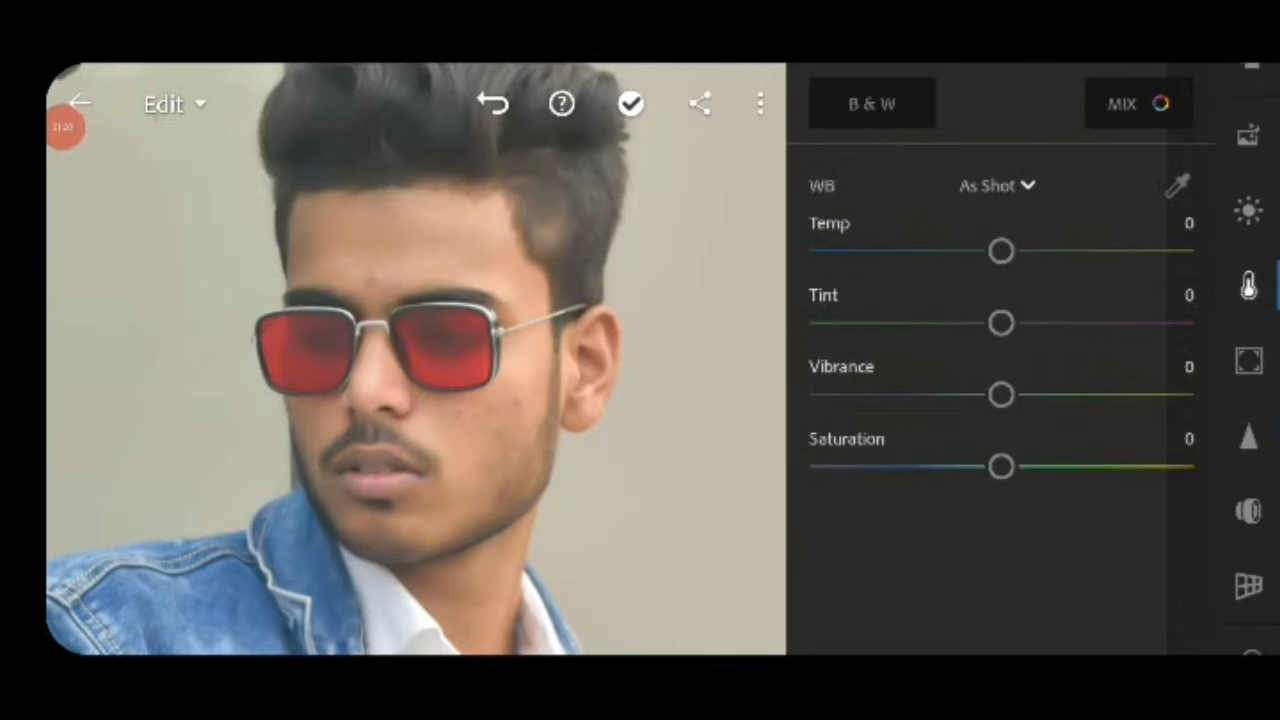 Edit
B & W
MIX
WB
As Shot
Temp
0
Tint
0
Vibrance
0
Saturation
0